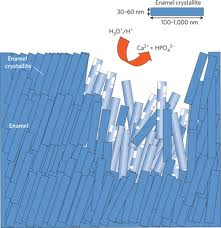 Enamel crystallite
30–60 nm
100–1,000 nm
H₃O⁺/H⁺
Ca²⁺ + HPO₄²⁻
Enamel
crystallite
Enamel